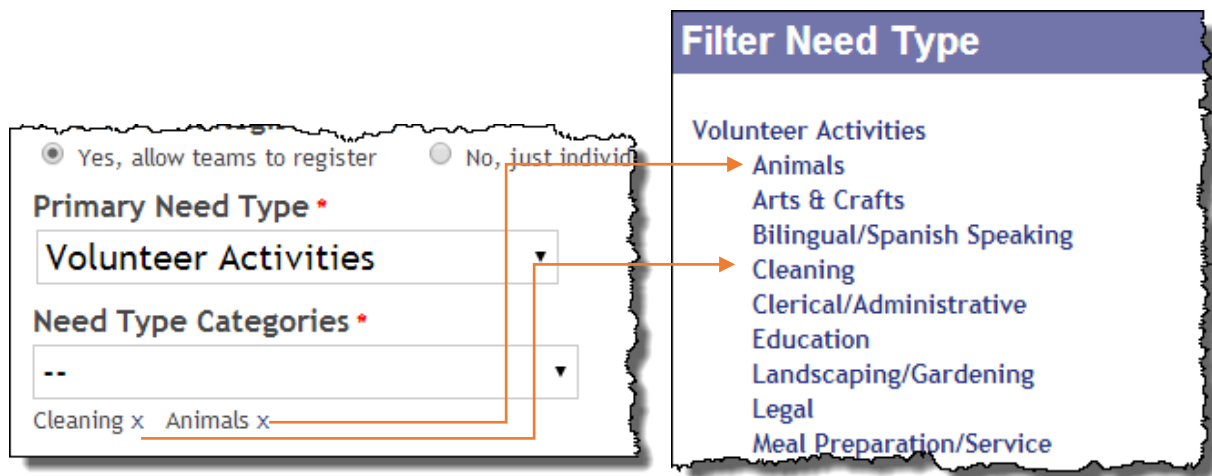 Yes, allow teams to register No, just individ
Primary Need Type *
Volunteer Activities
Need Type Categories *
--
Cleaning x Animals x
Filter Need Type
Volunteer Activities
Animals
Arts & Crafts
Bilingual/Spanish Speaking
Cleaning
Clerical/Administrative
Education
Landscaping/Gardening
Legal
Meal Preparation/Service